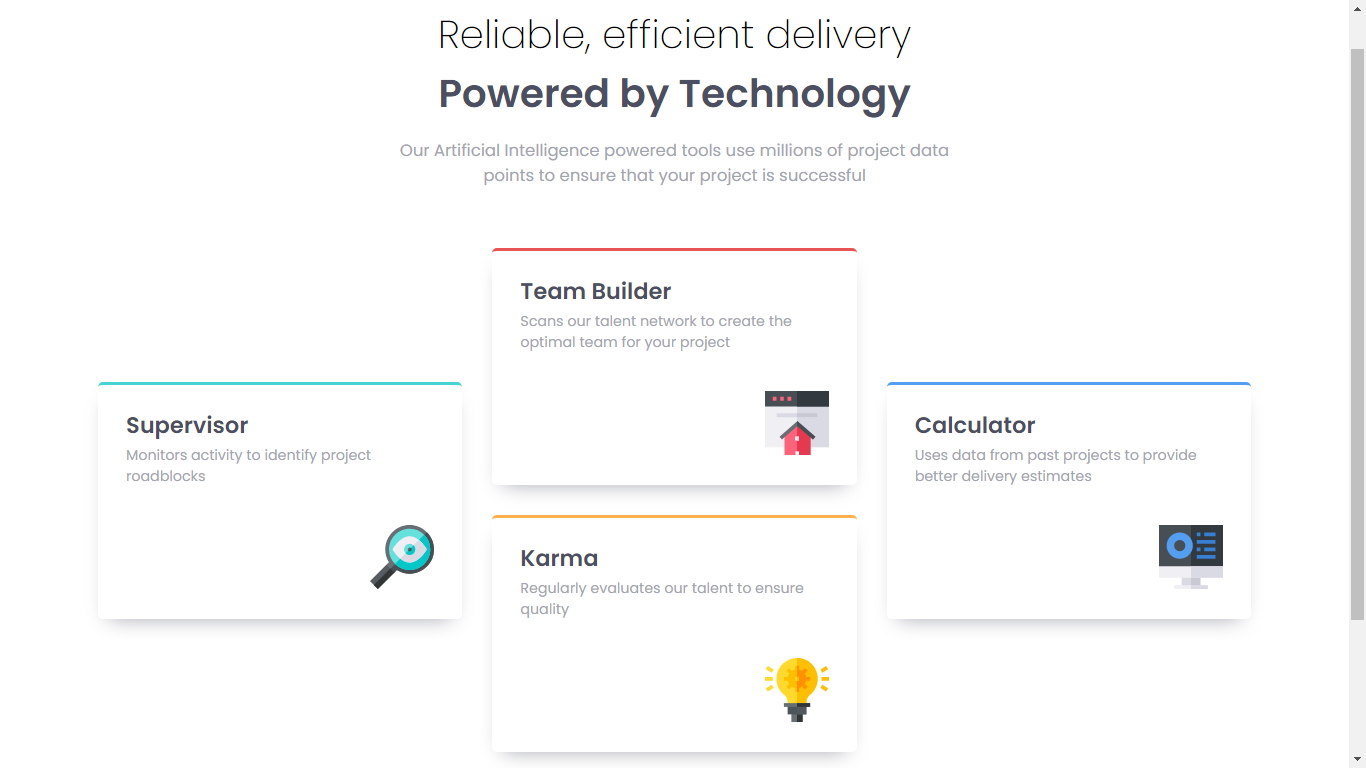 Reliable, efficient delivery
Powered by Technology
Our Artificial Intelligence powered tools use millions of project data
points to ensure that your project is successful
Supervisor
Monitors activity to identify project
roadblocks
Team Builder
Scans our talent network to create the
optimal team for your project
Karma
Regularly evaluates our talent to ensure
quality
Calculator
Uses data from past projects to provide
better delivery estimates